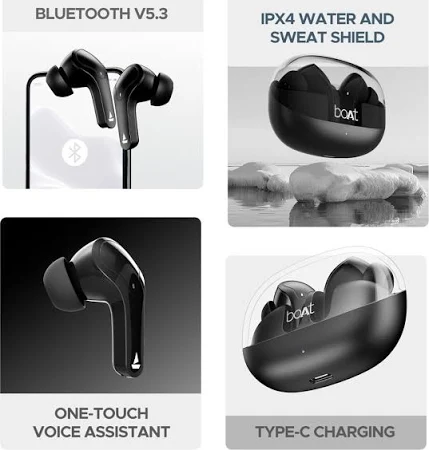 BLUETOOTH V5.3
IPX4 WATER AND
SWEAT SHIELD
boAt
ONE-TOUCH
VOICE ASSISTANT
boAt
TYPE-C CHARGING